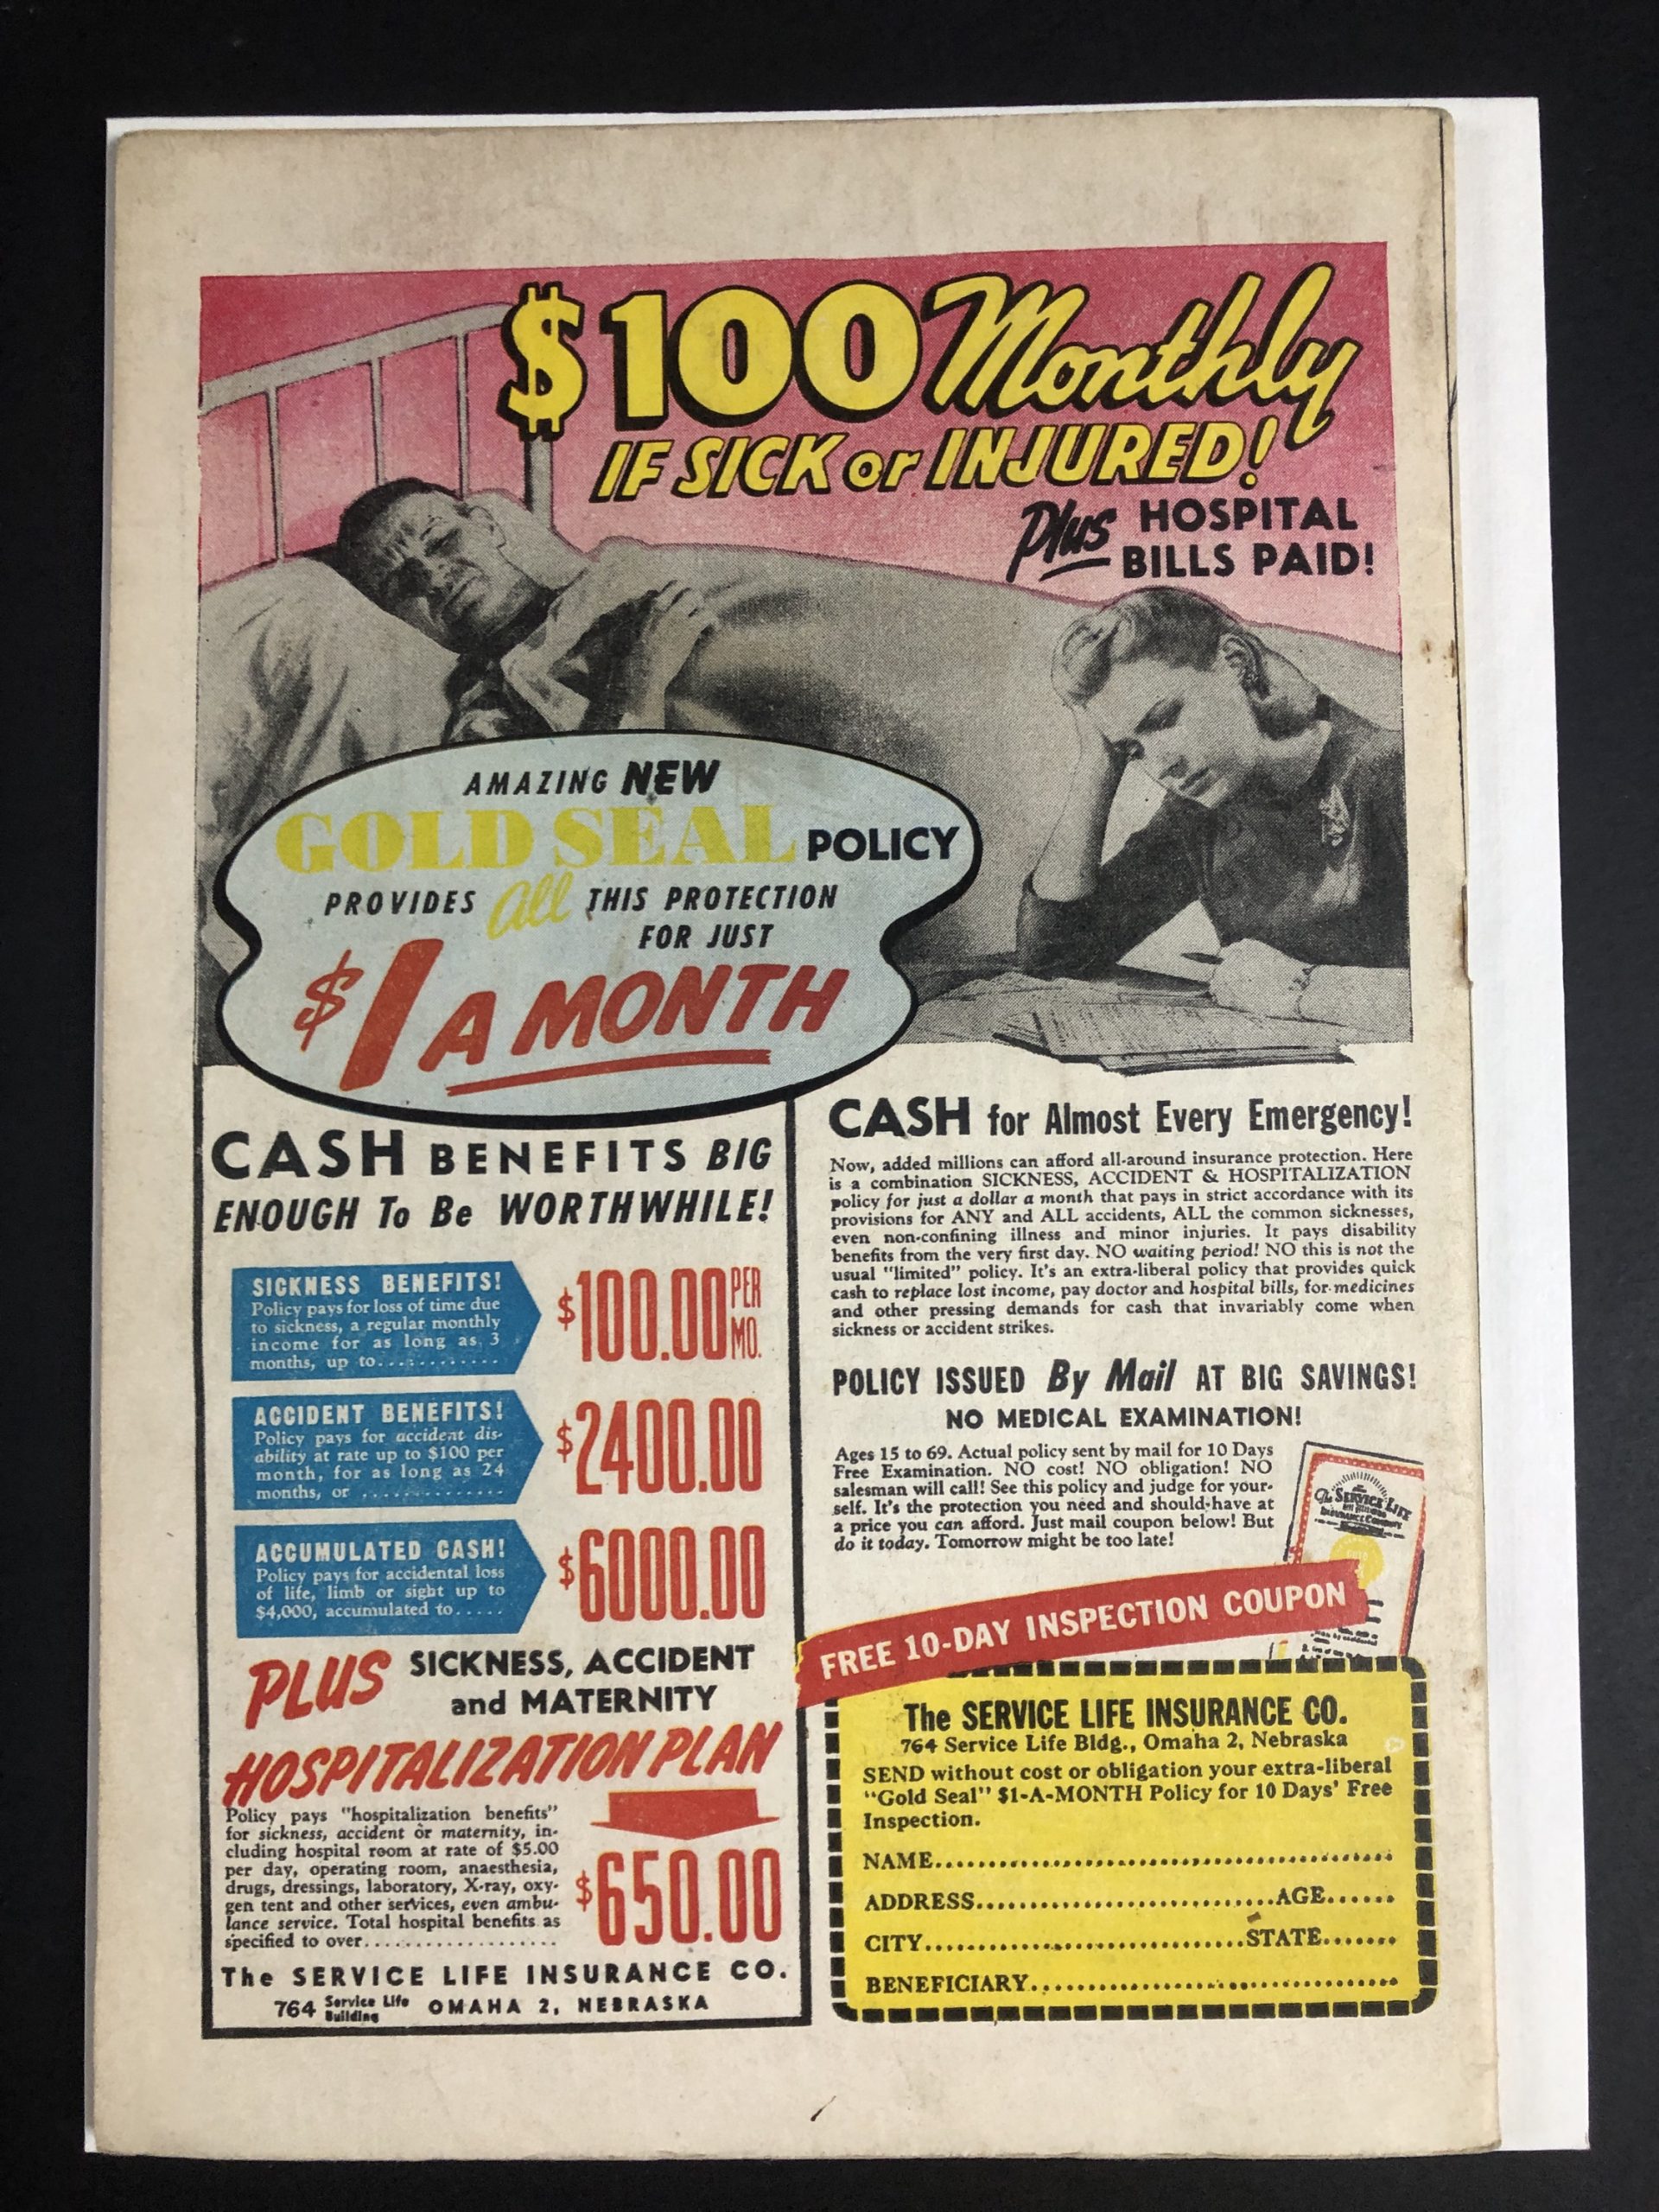 $100 Monthly
IF SICK or INJURED!
Plus HOSPITAL
BILLS PAID!
AMAZING NEW
GOLD SEAL POLICY
PROVIDES All THIS PROTECTION
FOR JUST
$1 A MONTH
CASH BENEFITS BIG
ENOUGH To Be WORTHWHILE!
SICKNESS BENEFITS!
Policy pays for loss of time due
to sickness, a regular monthly
income for as long as 3
months, up to.............
$100.00 PER
MO.
ACCIDENT BENEFITS!
Policy pays for accident dis-
ability at rate up to $100 per
month, for as long as 24
months, or ...............
$2400.00
ACCUMULATED CASH!
Policy pays for accidental loss
of life, limb or sight up to
$4,000, accumulated to.....
$6000.00
PLUS SICKNESS, ACCIDENT
and MATERNITY
HOSPITALIZATION PLAN
Policy pays "hospitalization benefits"
for sickness, accident or maternity, in-
cluding hospital room at rate of $5.00
per day, operating room, anaesthesia,
drugs, dressings, laboratory, X-ray, oxy-
gen tent and other services, even ambu-
lance service. Total hospital benefits as
specified to over...................
$650.00
The SERVICE LIFE INSURANCE CO.
764 Service Life
Building OMAHA 2, NEBRASKA
CASH for Almost Every Emergency!
Now, added millions can afford all-around insurance protection. Here
is a combination SICKNESS, ACCIDENT & HOSPITALIZATION
policy for just a dollar a month that pays in strict accordance with its
provisions for ANY and ALL accidents, ALL the common sicknesses,
even non-confining illness and minor injuries. It pays disability
benefits from the very first day. NO waiting period! NO this is not the
usual "limited" policy. It's an extra-liberal policy that provides quick
cash to replace lost income, pay doctor and hospital bills, for medicines
and other pressing demands for cash that invariably come when
sickness or accident strikes.
POLICY ISSUED By Mail AT BIG SAVINGS!
NO MEDICAL EXAMINATION!
Ages 15 to 69. Actual policy sent by mail for 10 Days
Free Examination. NO cost! NO obligation! NO
salesman will call! See this policy and judge for your-
self. It's the protection you need and should have at
a price you can afford. Just mail coupon below! But
do it today. Tomorrow might be too late!
The SERVICE LIFE
INSURANCE COMPANY
FREE 10-DAY INSPECTION COUPON
The SERVICE LIFE INSURANCE CO.
764 Service Life Bldg., Omaha 2, Nebraska
SEND without cost or obligation your extra-liberal
"Gold Seal" $1-A-MONTH Policy for 10 Days' Free
Inspection.
NAME............................................
ADDRESS............................AGE......
CITY..............................STATE.......
BENEFICIARY...................................